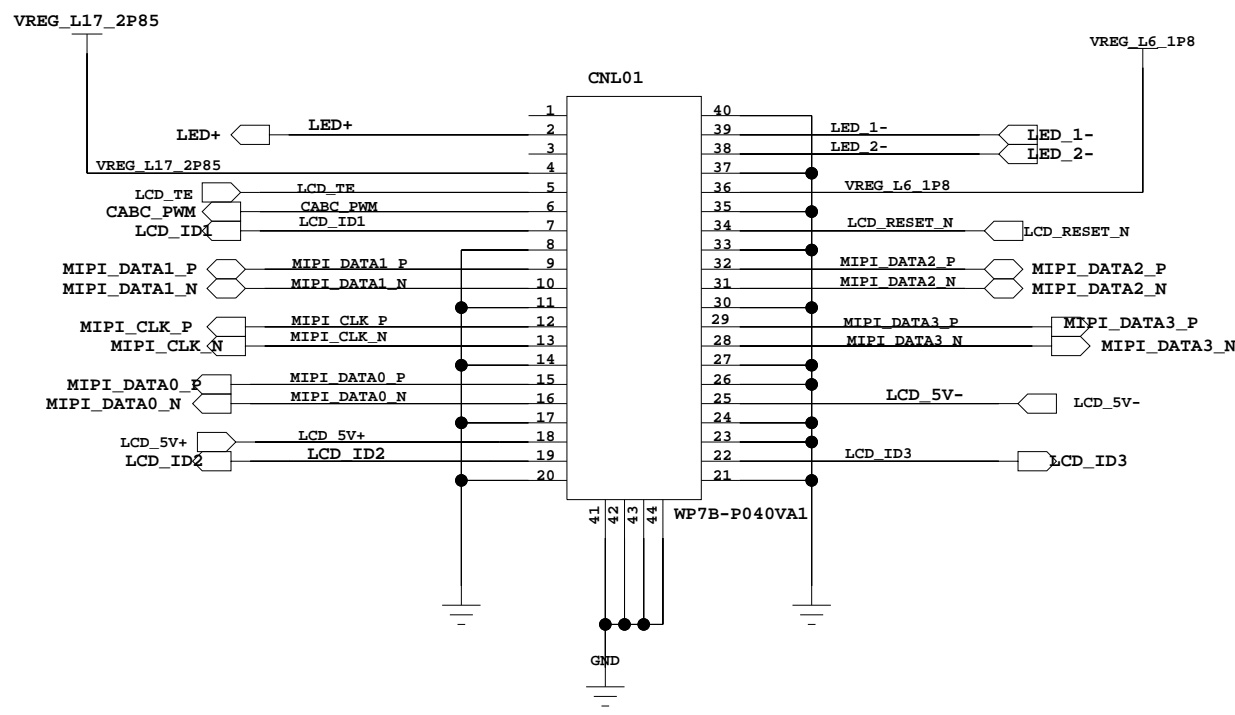 VREG_L17_2P85
VREG_L6_1P8
CNL01
1 40
LED+ LED+ 2 39 LED_1- LED_1-
3 38 LED_2- LED_2-
VREG_L17_2P85 4 37
LCD_TE LCD_TE 5 36 VREG_L6_1P8
CABC_PWM CABC_PWM 6 35
LCD_ID1 LCD_ID1 7 34 LCD_RESET_N LCD_RESET_N
8 33
MIPI_DATA1_P MIPI_DATA1_P 9 32 MIPI_DATA2_P MIPI_DATA2_P
MIPI_DATA1_N MIPI_DATA1_N 10 31 MIPI_DATA2_N MIPI_DATA2_N
11 30
MIPI_CLK_P MIPI_CLK_P 12 29 MIPI_DATA3_P MIPI_DATA3_P
MIPI_CLK_N MIPI_CLK_N 13 28 MIPI_DATA3_N MIPI_DATA3_N
14 27
MIPI_DATA0_P MIPI_DATA0_P 15 26
MIPI_DATA0_N MIPI_DATA0_N 16 25 LCD_5V- LCD_5V-
17 24
LCD_5V+ LCD_5V+ 18 23
LCD_ID2 LCD_ID2 19 22 LCD_ID3 LCD_ID3
20 21
41 42 43 44 WP7B-P040VA1
GND